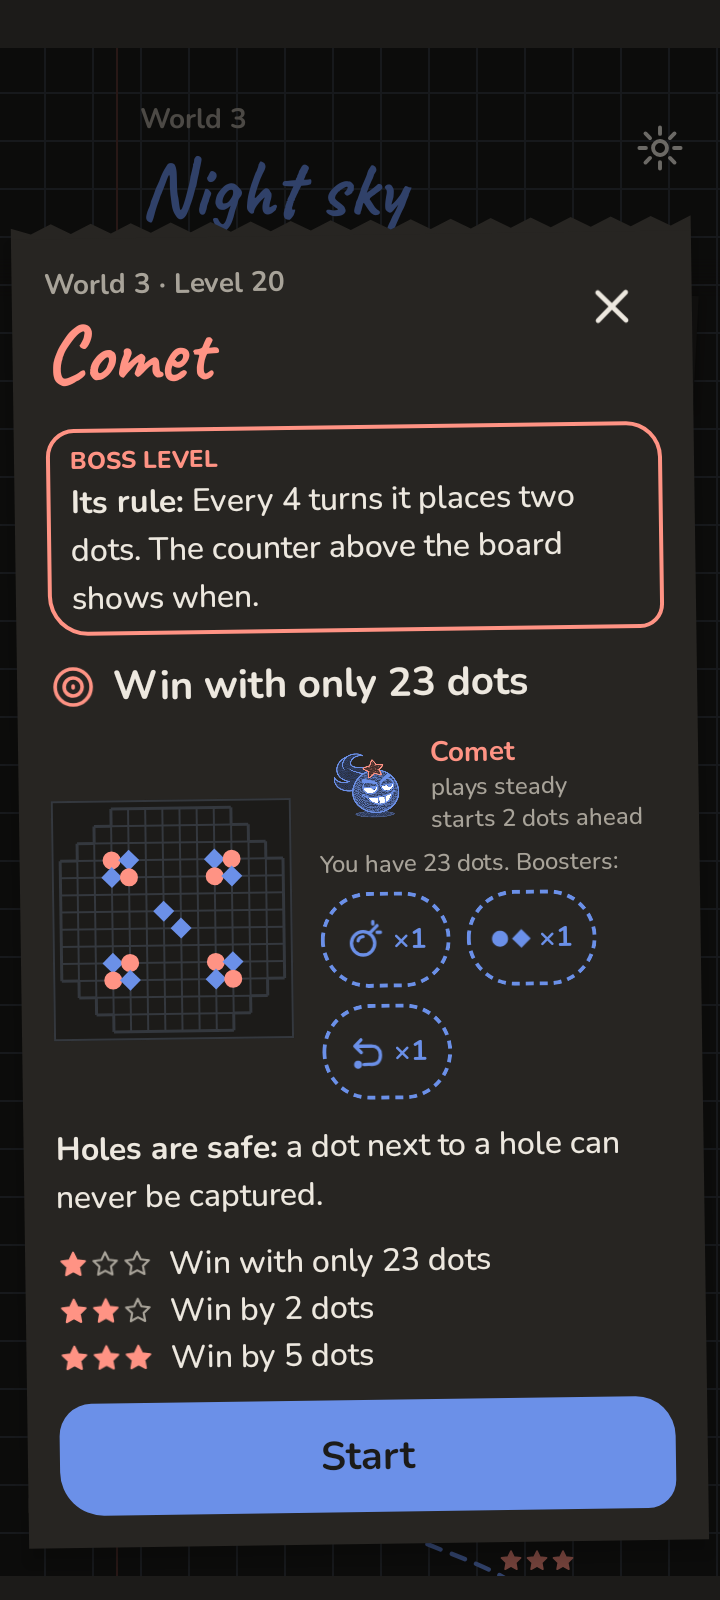 World 3
Night sky
World 3 · Level 20
Comet
BOSS LEVEL
Its rule: Every 4 turns it places two
dots. The counter above the board
shows when.
Win with only 23 dots
Comet
plays steady
starts 2 dots ahead
You have 23 dots. Boosters:
×1
×1
×1
Holes are safe: a dot next to a hole can
never be captured.
Win with only 23 dots
Win by 2 dots
Win by 5 dots
Start